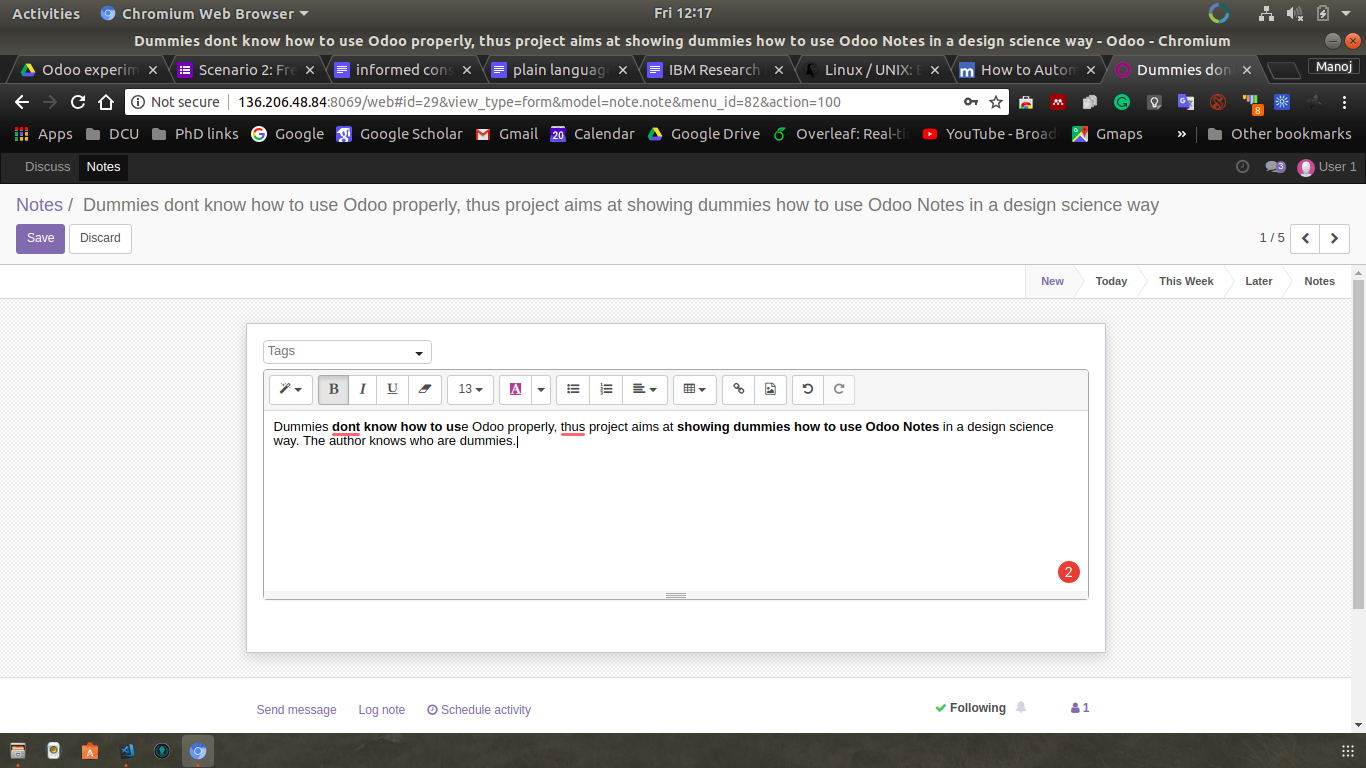 Activities Chromium Web Browser Fri 12:17
Dummies dont know how to use Odoo properly, thus project aims at showing dummies how to use Odoo Notes in a design science way - Odoo - Chromium
Odoo experim Scenario 2: Fre informed cons plain language IBM Research Linux / UNIX: How to Autom Dummies don Manoj
Not secure 136.206.48.84:8069/web#id=29&view_type=form&model=note.note&menu_id=82&action=100 8
Apps DCU PhD links Google Google Scholar Gmail 20 Calendar Google Drive Overleaf: Real-ti YouTube - Broad Gmaps » Other bookmarks
Discuss Notes 3 User 1
Notes / Dummies dont know how to use Odoo properly, thus project aims at showing dummies how to use Odoo Notes in a design science way
Save Discard 1 / 5
New Today This Week Later Notes
Tags
B I U 13 A
Dummies dont know how to use Odoo properly, thus project aims at showing dummies how to use Odoo Notes in a design science
way. The author knows who are dummies.
2
Send message Log note Schedule activity Following 1